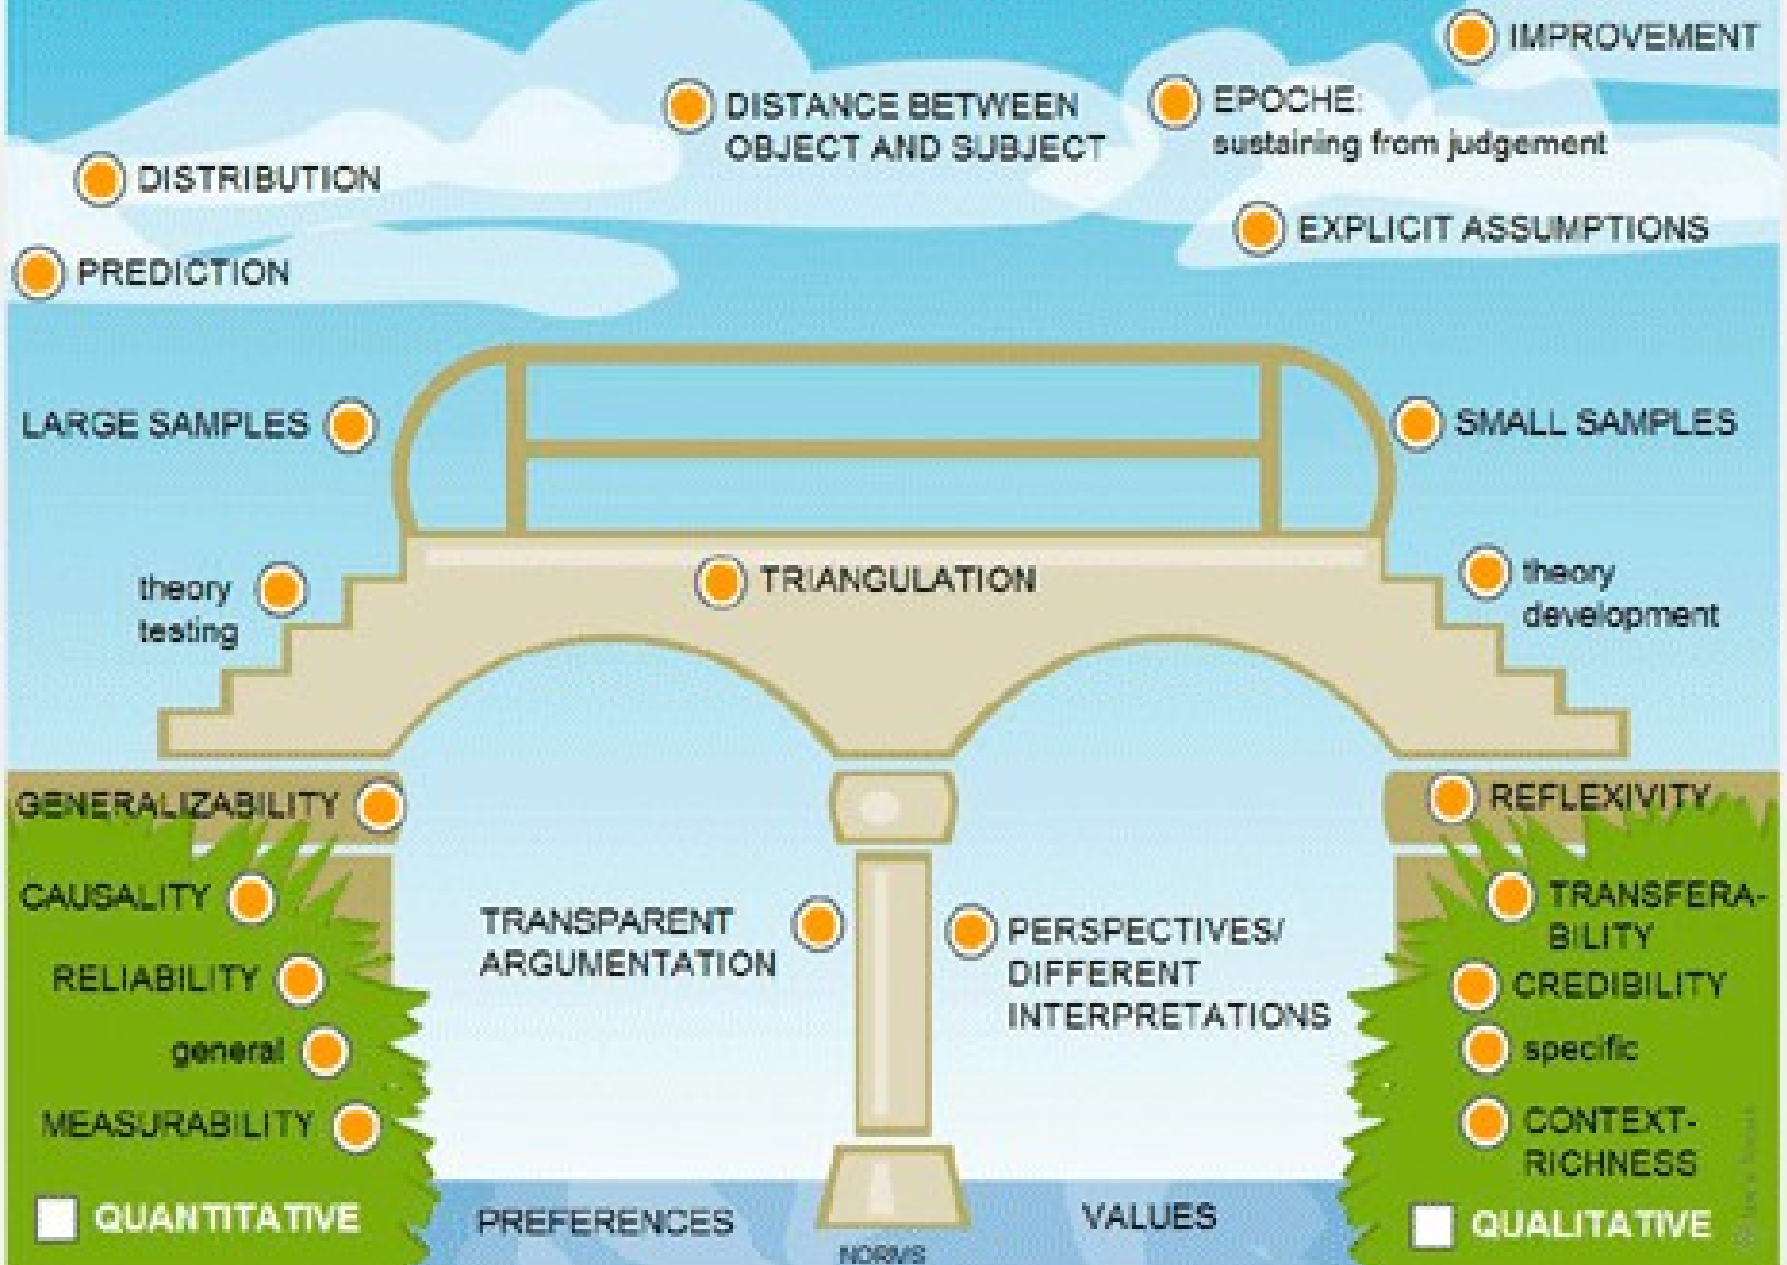 IMPROVEMENT
DISTANCE BETWEEN
OBJECT AND SUBJECT
EPOCHE:
sustaining from judgement
DISTRIBUTION
EXPLICIT ASSUMPTIONS
PREDICTION
LARGE SAMPLES
SMALL SAMPLES
TRIANGULATION
theory
testing
theory
development
GENERALIZABILITY
REFLEXIVITY
CAUSALITY
TRANSPARENT
ARGUMENTATION
PERSPECTIVES/
DIFFERENT
INTERPRETATIONS
TRANSFERA-
BILITY
RELIABILITY
CREDIBILITY
general
specific
MEASURABILITY
CONTEXT-
RICHNESS
QUANTITATIVE
PREFERENCES
NORMS
VALUES
QUALITATIVE